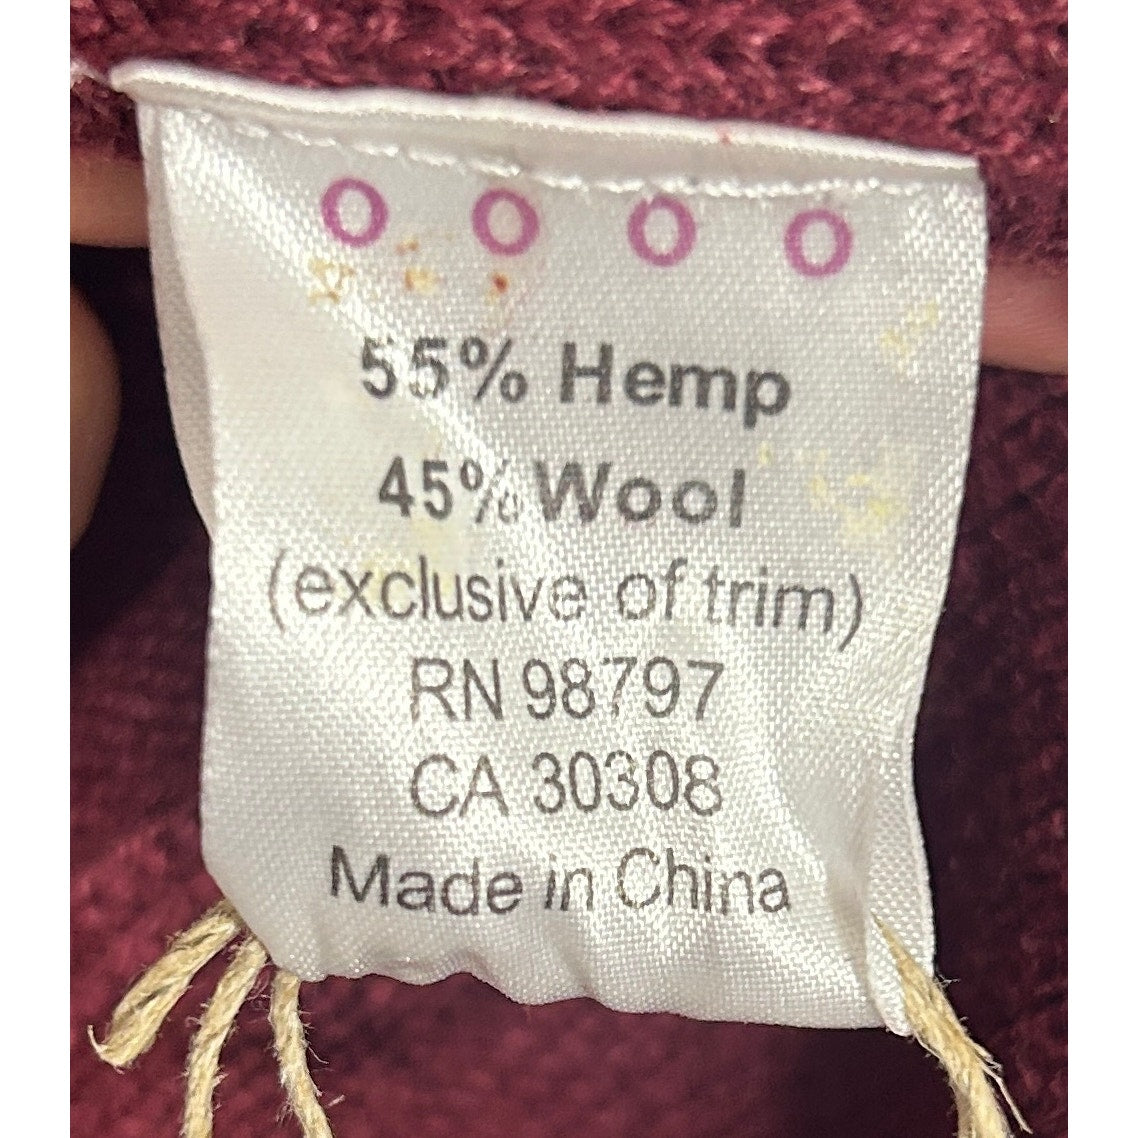 O O O O
55% Hemp
45% Wool
(exclusive of trim)
RN 98797
CA 30308
Made in China